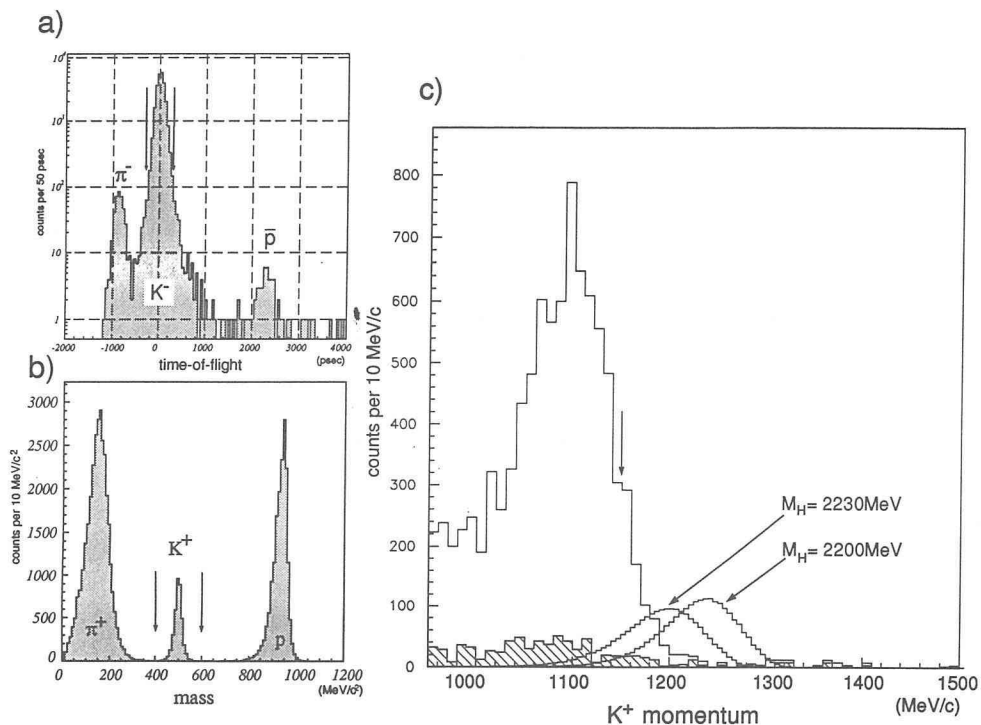 a)
counts per 50 psec
10⁴
10³
10²
10
1
π⁻
K⁻
p̄
-2000 -1000 0 1000 2000 3000 4000
time-of-flight
(psec)
b)
counts per 10 MeV/c²
3000
2500
2000
1500
1000
500
0
π⁺
K⁺
p
0 200 400 600 800 1000 1200
(MeV/c²)
mass
c)
counts per 10 MeV/c
800
700
600
500
400
300
200
100
0
M_H = 2230MeV
M_H = 2200MeV
1000 1100 1200 1300 1400 1500
(MeV/c)
K⁺ momentum